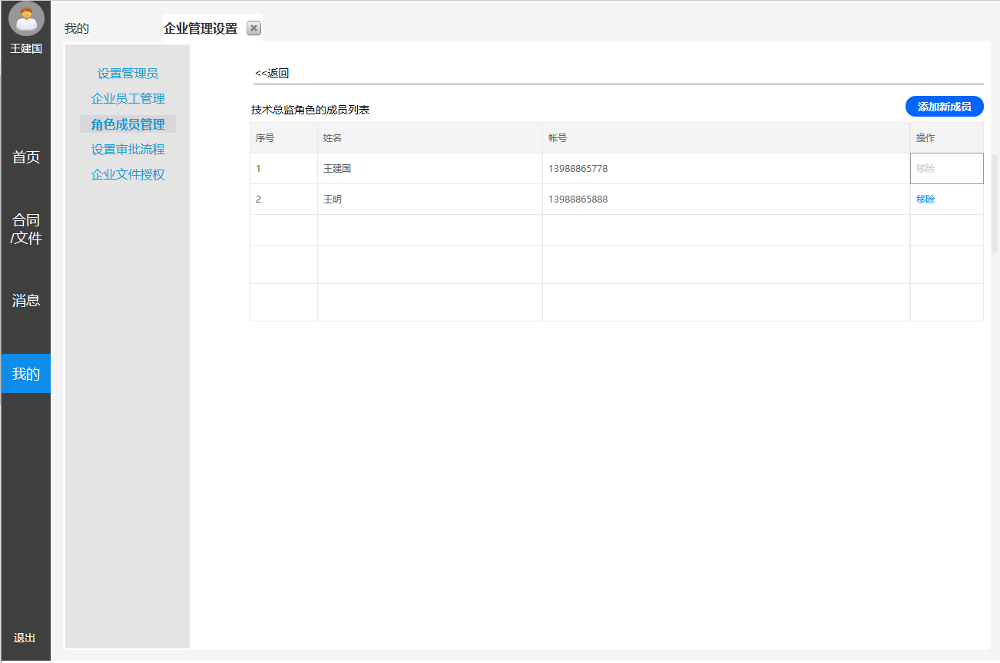 王建国
首页
合同
/文件
消息
我的
退出
我的
企业管理设置
设置管理员
企业员工管理
角色成员管理
设置审批流程
企业文件授权
<<返回
技术总监角色的成员列表
添加新成员
序号 姓名 帐号 操作
1 王建国 13988865778 移除
2 王明 13988865888 移除